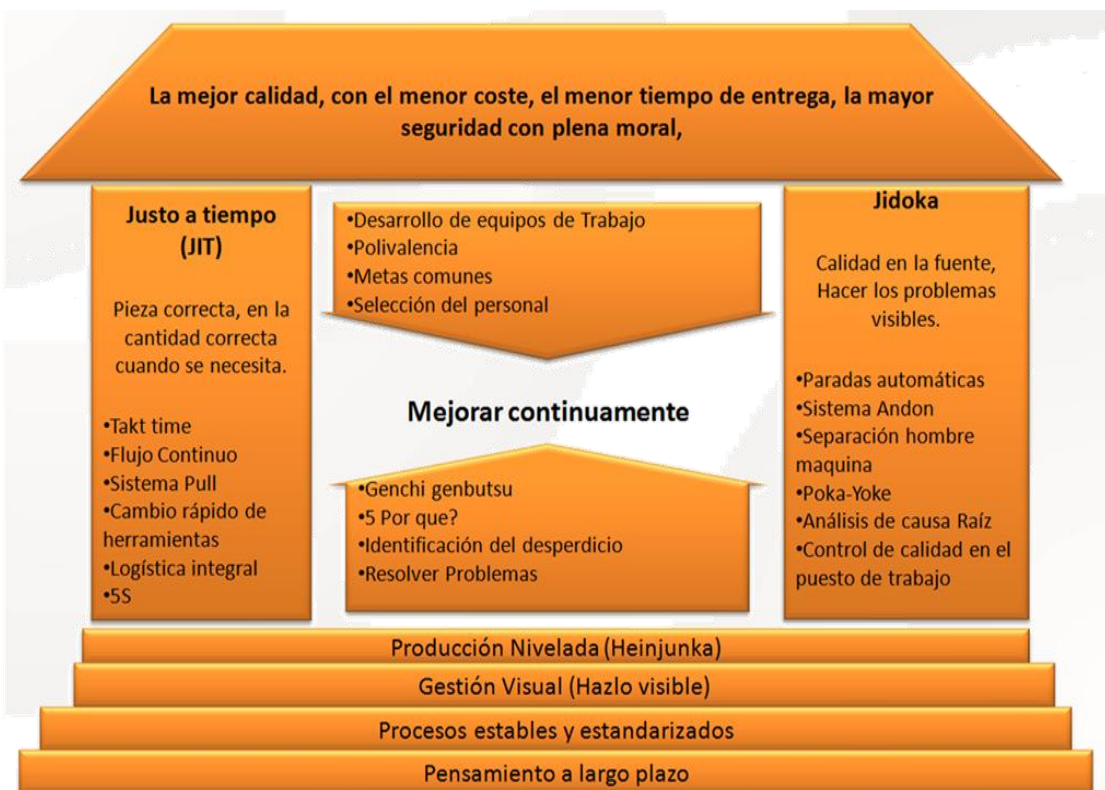 La mejor calidad, con el menor coste, el menor tiempo de entrega, la mayor
seguridad con plena moral,
Justo a tiempo
(JIT)
Pieza correcta, en la
cantidad correcta
cuando se necesita.
•Takt time
•Flujo Continuo
•Sistema Pull
•Cambio rápido de
herramientas
•Logística integral
•5S
•Desarrollo de equipos de Trabajo
•Polivalencia
•Metas comunes
•Selección del personal
Mejorar continuamente
•Genchi genbutsu
•5 Por que?
•Identificación del desperdicio
•Resolver Problemas
Jidoka
Calidad en la fuente,
Hacer los problemas
visibles.
•Paradas automáticas
•Sistema Andon
•Separación hombre
maquina
•Poka-Yoke
•Análisis de causa Raíz
•Control de calidad en el
puesto de trabajo
Producción Nivelada (Heinjunka)
Gestión Visual (Hazlo visible)
Procesos estables y estandarizados
Pensamiento a largo plazo